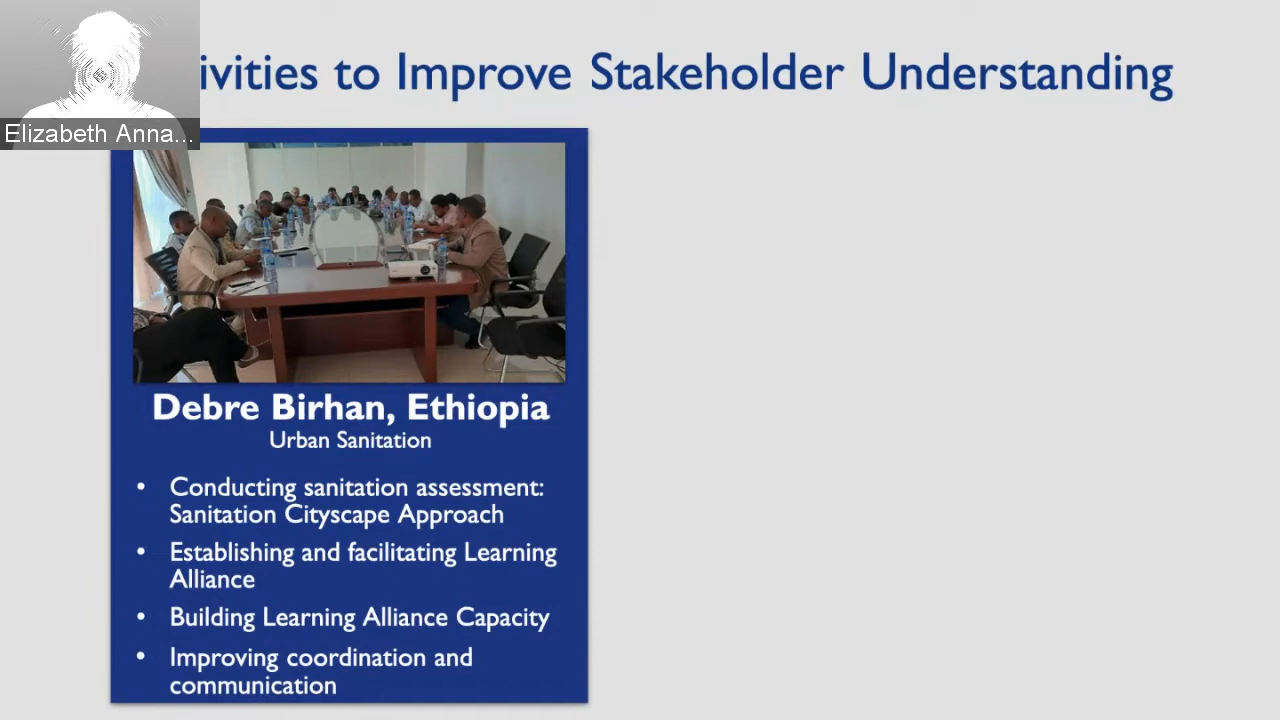 ivities to Improve Stakeholder Understanding
Elizabeth Anna...
Debre Birhan, Ethiopia
Urban Sanitation
• Conducting sanitation assessment:
Sanitation Cityscape Approach
• Establishing and facilitating Learning
Alliance
• Building Learning Alliance Capacity
• Improving coordination and
communication